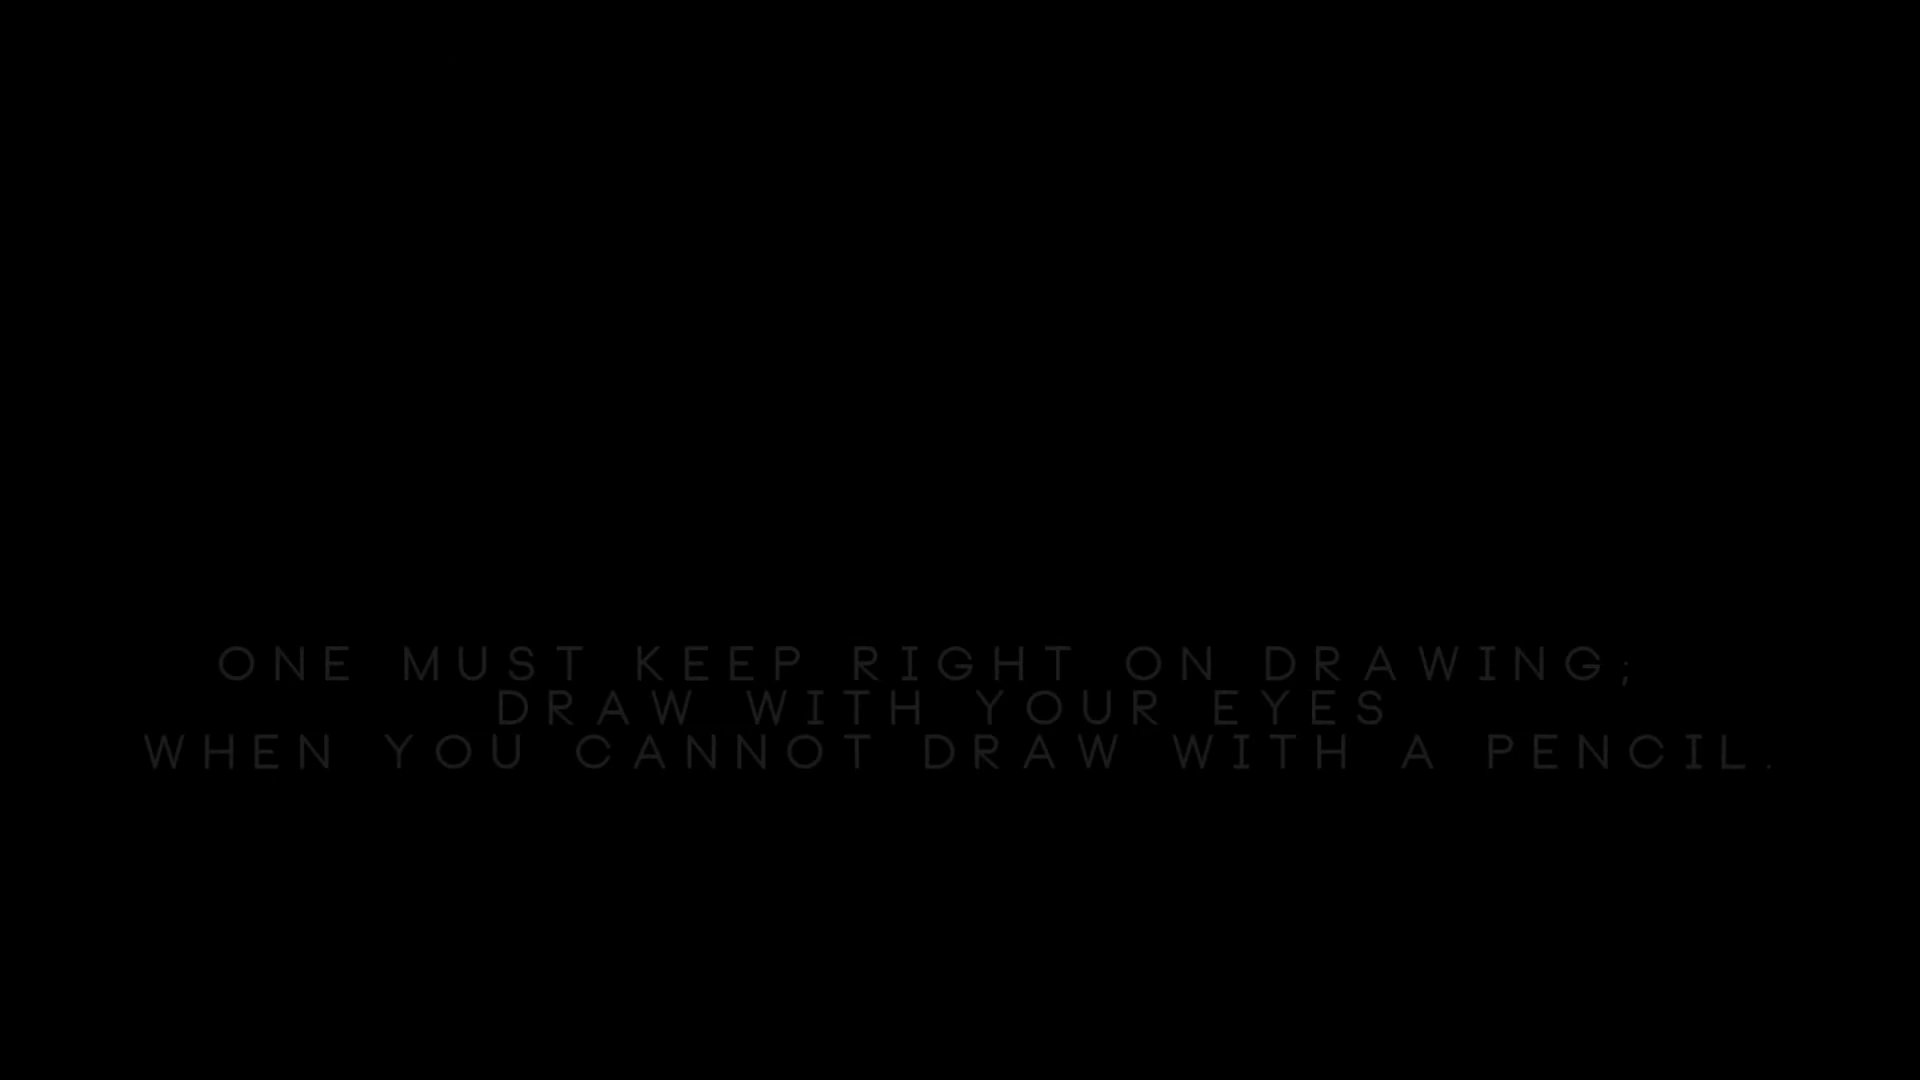 ONE MUST KEEP RIGHT ON DRAWING;
DRAW WITH YOUR EYES
WHEN YOU CANNOT DRAW WITH A PENCIL.